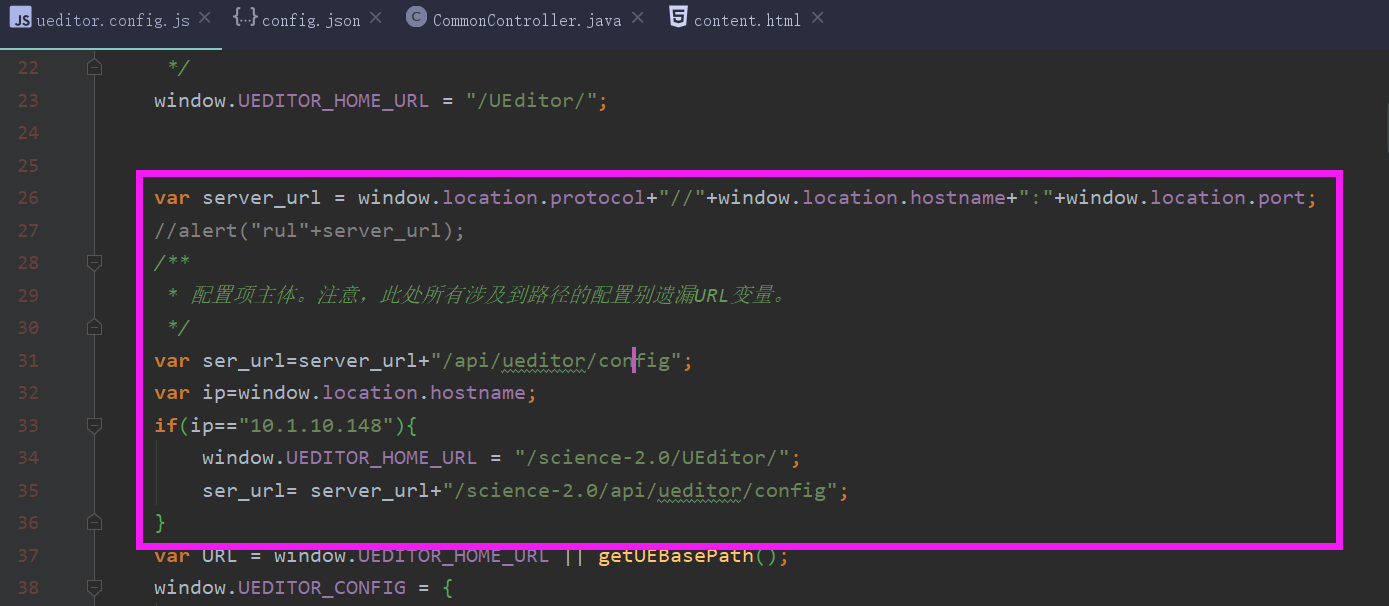 JS ueditor.config.js {··} config.json C CommonController.java 5 content.html
22 */
23 window.UEDITOR_HOME_URL = "/UEditor/";
24
25
26 var server_url = window.location.protocol+"//"+window.location.hostname+":"+window.location.port;
27 //alert("rul"+server_url);
28 /**
29 * 配置项主体。注意，此处所有涉及到路径的配置别遗漏URL变量。
30 */
31 var ser_url=server_url+"/api/ueditor/config";
32 var ip=window.location.hostname;
33 if(ip=="10.1.10.148"){
34 window.UEDITOR_HOME_URL = "/science-2.0/UEditor/";
35 ser_url= server_url+"/science-2.0/api/ueditor/config";
36 }
37 var URL = window.UEDITOR_HOME_URL || getUEBasePath();
38 window.UEDITOR_CONFIG = {